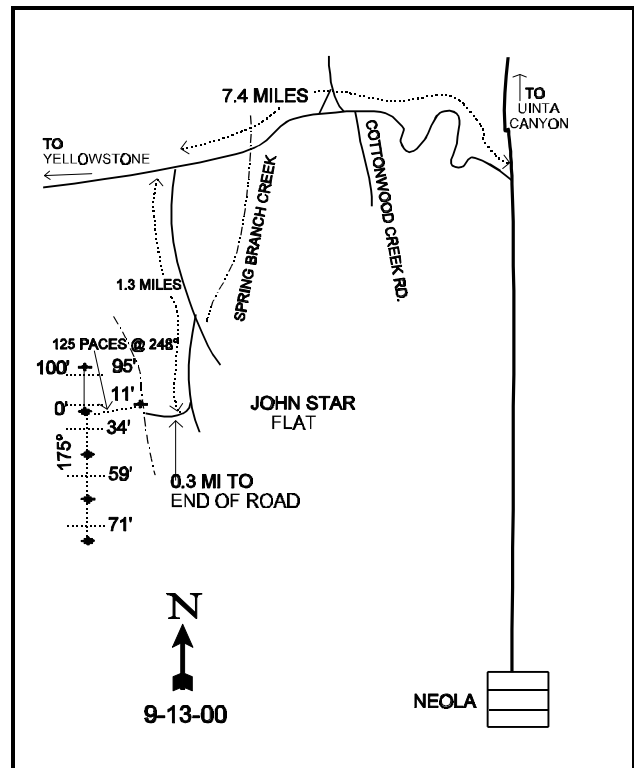 7.4 MILES
TO
UINTA
CANYON
TO
YELLOWSTONE
SPRING BRANCH CREEK
COTTONWOOD CREEK RD.
1.3 MILES
125 PACES @ 248°
100'
95'
11'
0'
34'
175°
59'
71'
JOHN STAR
FLAT
0.3 MI TO
END OF ROAD
N
9-13-00
NEOLA